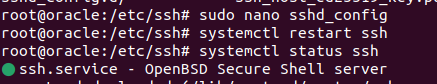 root@oracle:/etc/ssh# sudo nano sshd_config
root@oracle:/etc/ssh# systemctl restart ssh
root@oracle:/etc/ssh# systemctl status ssh
●ssh.service - OpenBSD Secure Shell server